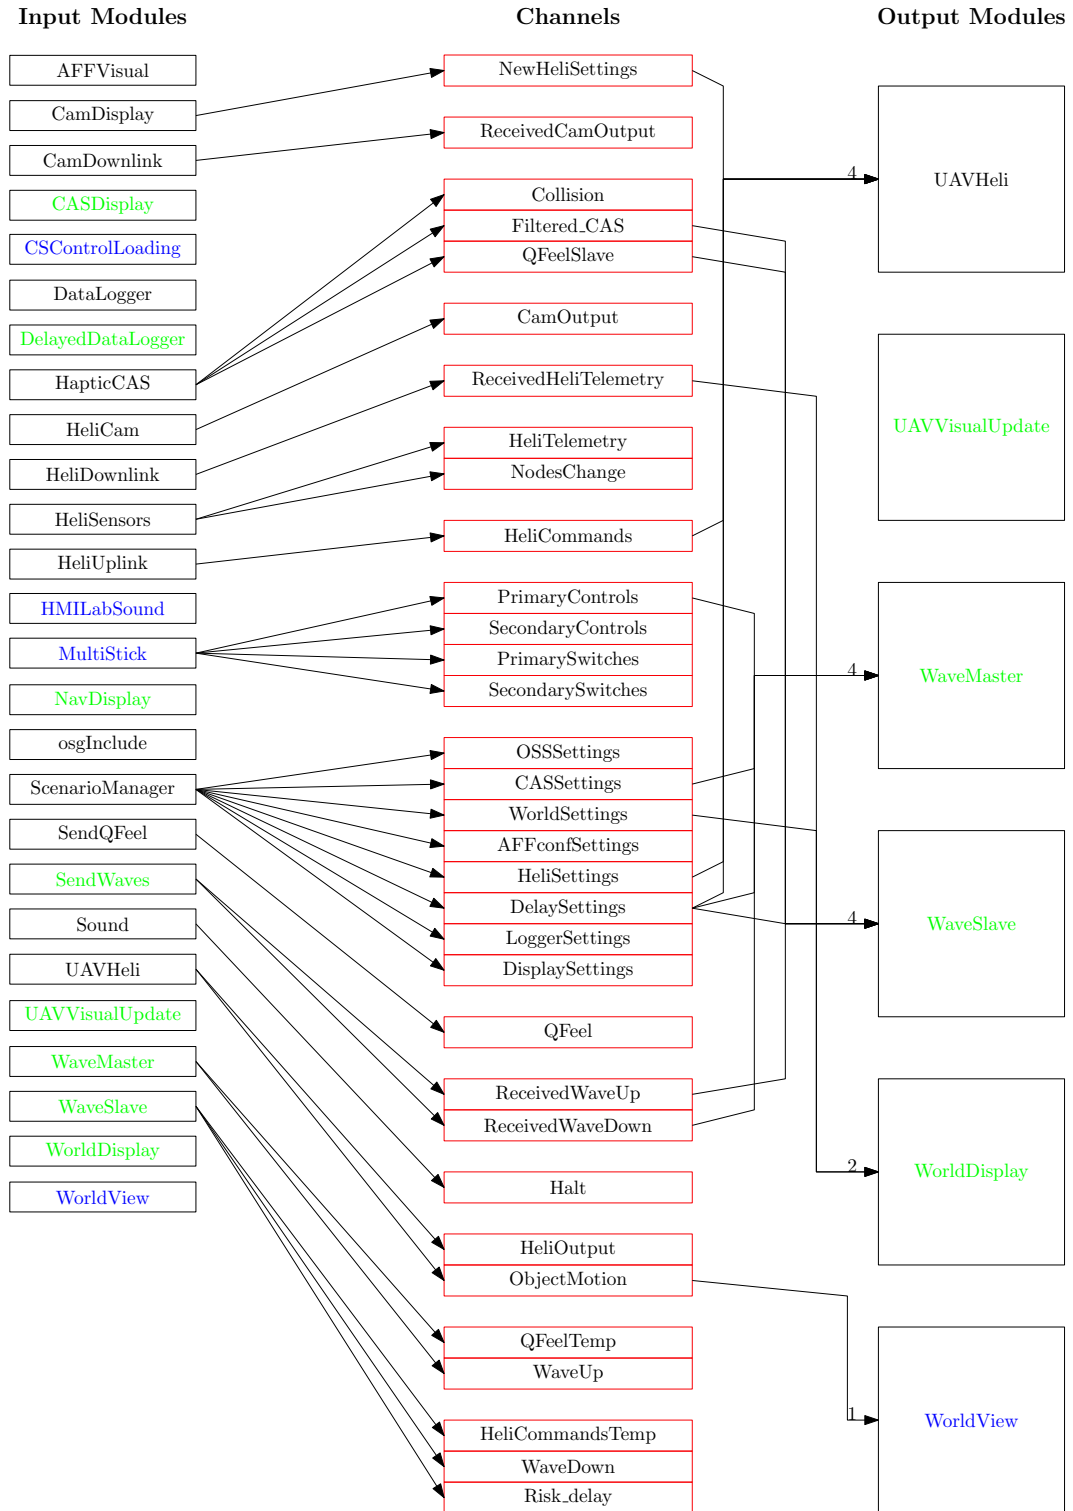 Input Modules
Channels
Output Modules
AFFVisual
CamDisplay
CamDownlink
CASDisplay
CSControlLoading
DataLogger
DelayedDataLogger
HapticCAS
HeliCam
HeliDownlink
HeliSensors
HeliUplink
HMILabSound
MultiStick
NavDisplay
osgInclude
ScenarioManager
SendQFeel
SendWaves
Sound
UAVHeli
UAVVisualUpdate
WaveMaster
WaveSlave
WorldDisplay
WorldView
NewHeliSettings
ReceivedCamOutput
Collision
Filtered_CAS
QFeelSlave
CamOutput
ReceivedHeliTelemetry
HeliTelemetry
NodesChange
HeliCommands
PrimaryControls
SecondaryControls
PrimarySwitches
SecondarySwitches
OSSSettings
CASSettings
WorldSettings
AFFconfSettings
HeliSettings
DelaySettings
LoggerSettings
DisplaySettings
QFeel
ReceivedWaveUp
ReceivedWaveDown
Halt
HeliOutput
ObjectMotion
QFeelTemp
WaveUp
HeliCommandsTemp
WaveDown
Risk_delay
4
UAVHeli
UAVVisualUpdate
4
WaveMaster
4
WaveSlave
2
WorldDisplay
1
WorldView